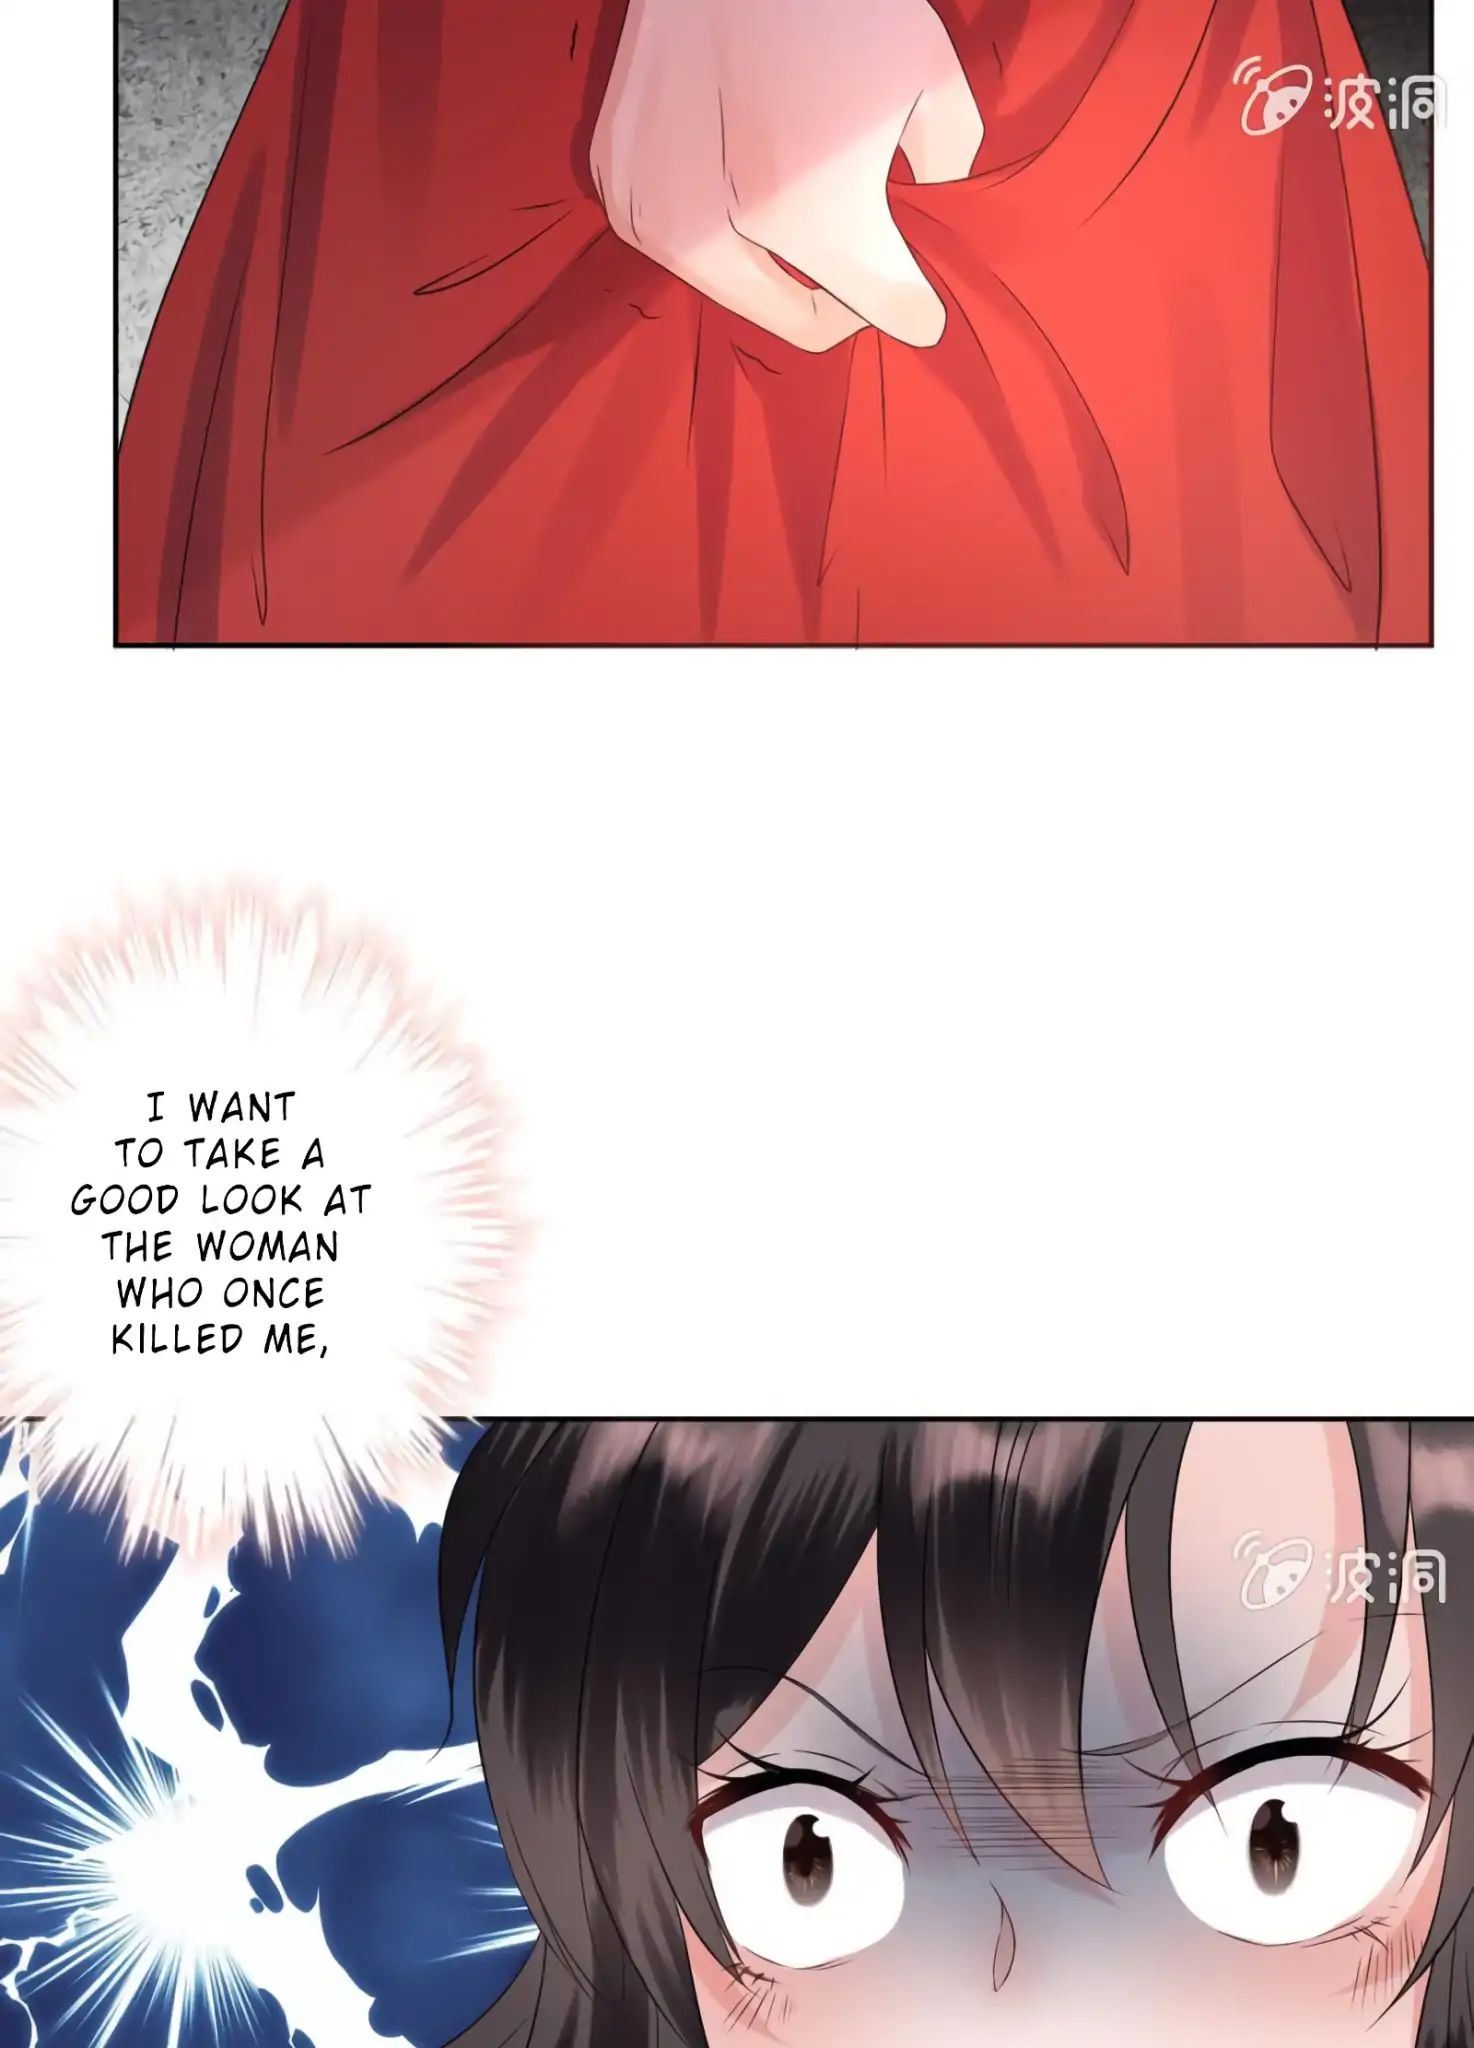 波洞
I WANT
TO TAKE A
GOOD LOOK AT
THE WOMAN
WHO ONCE
KILLED ME,
波洞